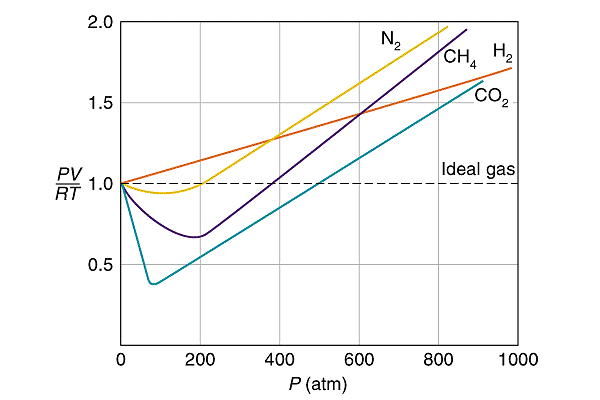 2.0
N₂
CH₄
H₂
1.5
CO₂
PV
RT
1.0
Ideal gas
0.5
0 200 400 600 800 1000
P (atm)